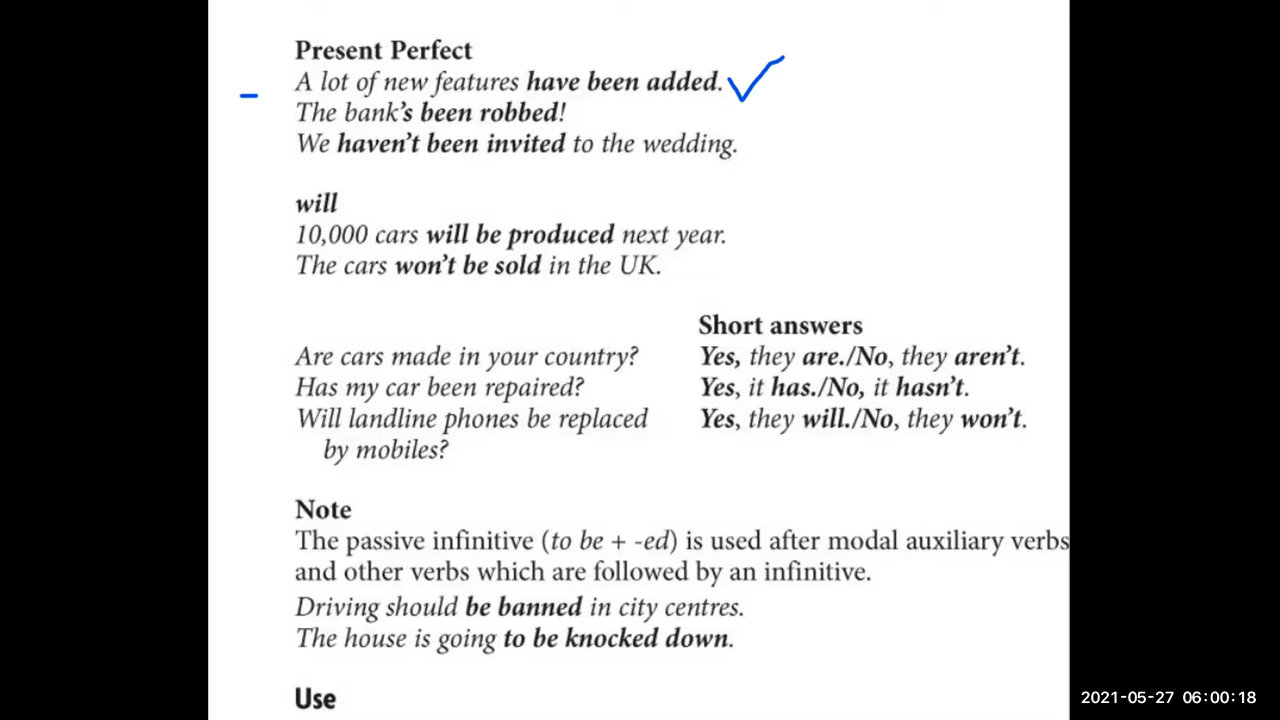 Present Perfect
A lot of new features have been added.
The bank's been robbed!
We haven't been invited to the wedding.
will
10,000 cars will be produced next year.
The cars won't be sold in the UK.
Short answers
Are cars made in your country? Yes, they are./No, they aren't.
Has my car been repaired? Yes, it has./No, it hasn't.
Will landline phones be replaced Yes, they will./No, they won't.
by mobiles?
Note
The passive infinitive (to be + -ed) is used after modal auxiliary verbs
and other verbs which are followed by an infinitive.
Driving should be banned in city centres.
The house is going to be knocked down.
Use
2021-05-27 06:00:18